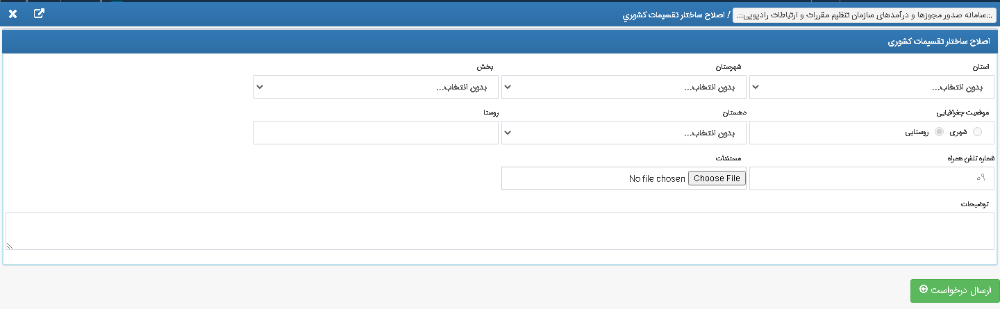 .:::سامانه صدور مجوزها و درآمدهای سازمان تنظیم مقررات و ارتباطات رادیویی:::. / اصلاح ساختار تقسیمات کشوري
اصلاح ساختار تقسیمات کشوری
استان شهرستان بخش
بدون انتخاب... بدون انتخاب... بدون انتخاب...
موقعیت جغرافیایی دهستان روستا
شهری روستایی بدون انتخاب...
شماره تلفن همراه مستندات
۰۹ Choose File No file chosen
توضیحات
ارسال درخواست